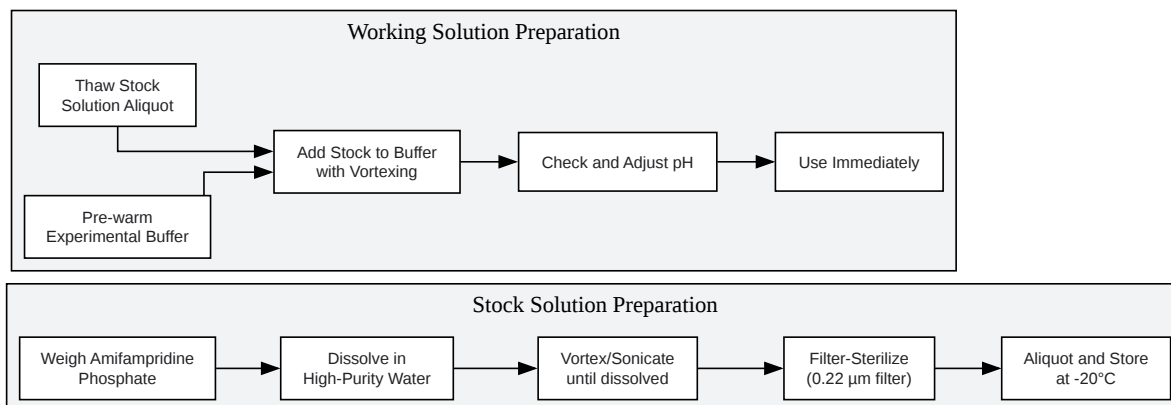 Working Solution Preparation
Thaw Stock
Solution Aliquot
Pre-warm
Experimental Buffer
Add Stock to Buffer
with Vortexing
Check and Adjust pH
Use Immediately
Stock Solution Preparation
Weigh Amifampridine
Phosphate
Dissolve in
High-Purity Water
Vortex/Sonicate
until dissolved
Filter-Sterilize
(0.22 µm filter)
Aliquot and Store
at -20°C